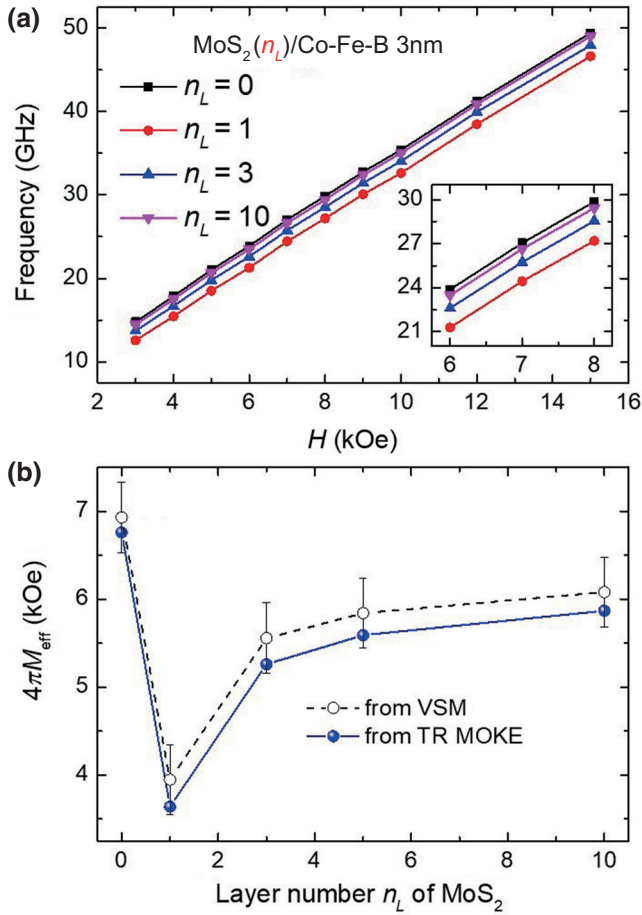 (a)
MoS2(nL)/Co-Fe-B 3nm
nL = 0
nL = 1
nL = 3
nL = 10
Frequency (GHz)
50
40
30
20
10
30
27
24
21
6 7 8
2 4 6 8 10 12 14 16
H (kOe)
(b)
4πMeff (kOe)
7
6
5
4
from VSM
from TR MOKE
0 2 4 6 8 10
Layer number nL of MoS2